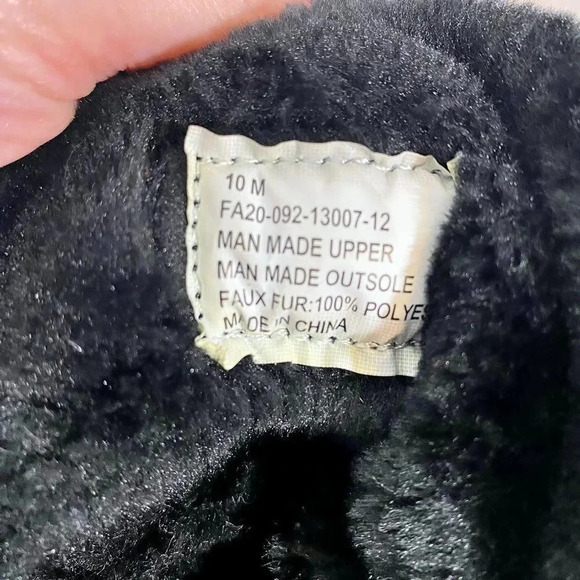 10 M
FA20-092-13007-12
MAN MADE UPPER
MAN MADE OUTSOLE
FAUX FUR:100% POLYES
MADE IN CHINA